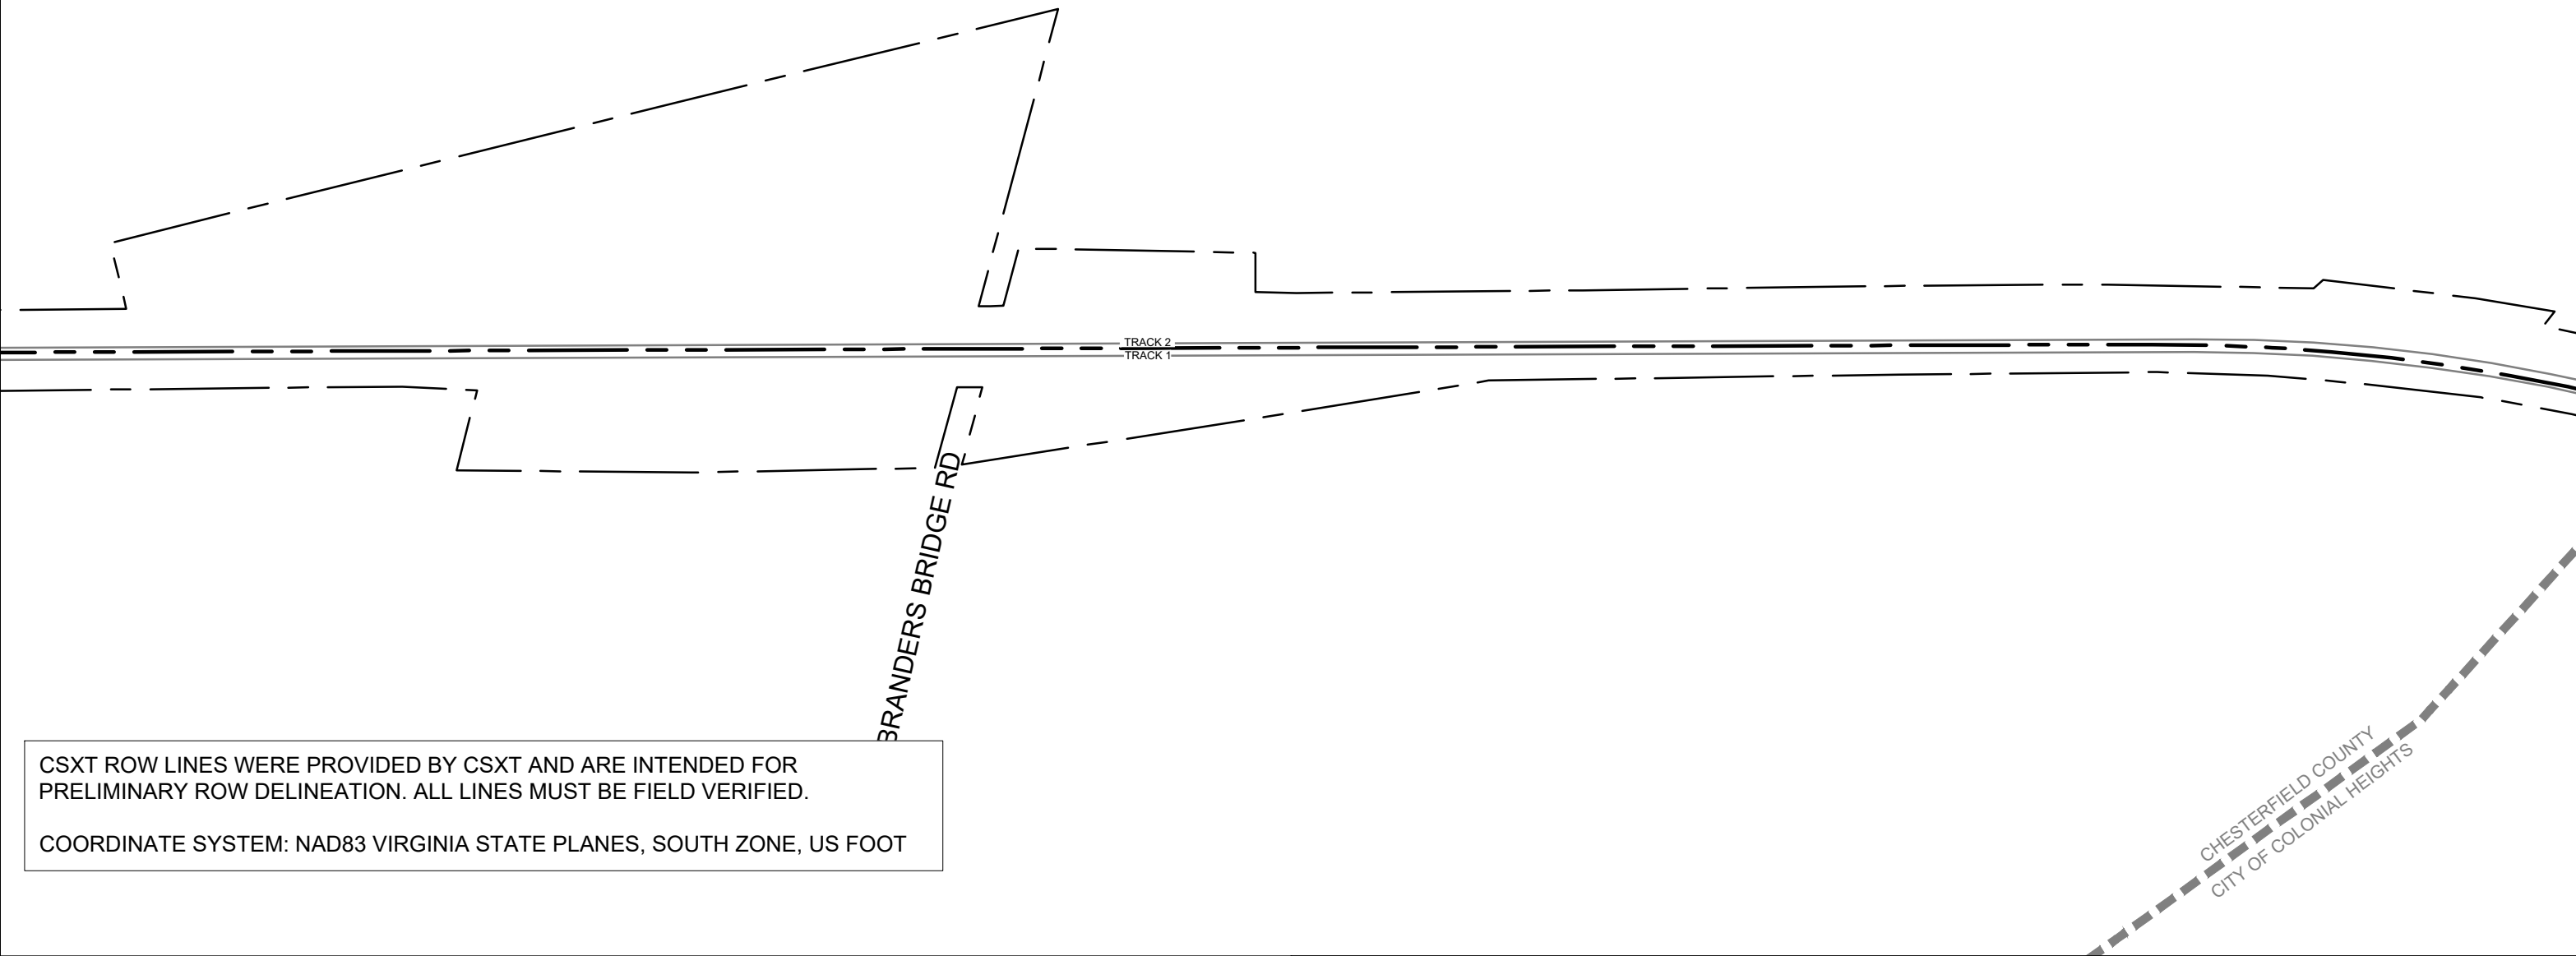 TRACK 2
TRACK 1
BRANDERS BRIDGE RD
CSXT ROW LINES WERE PROVIDED BY CSXT AND ARE INTENDED FOR
PRELIMINARY ROW DELINEATION. ALL LINES MUST BE FIELD VERIFIED.
COORDINATE SYSTEM: NAD83 VIRGINIA STATE PLANES, SOUTH ZONE, US FOOT
CHESTERFIELD COUNTY
CITY OF COLONIAL HEIGHTS